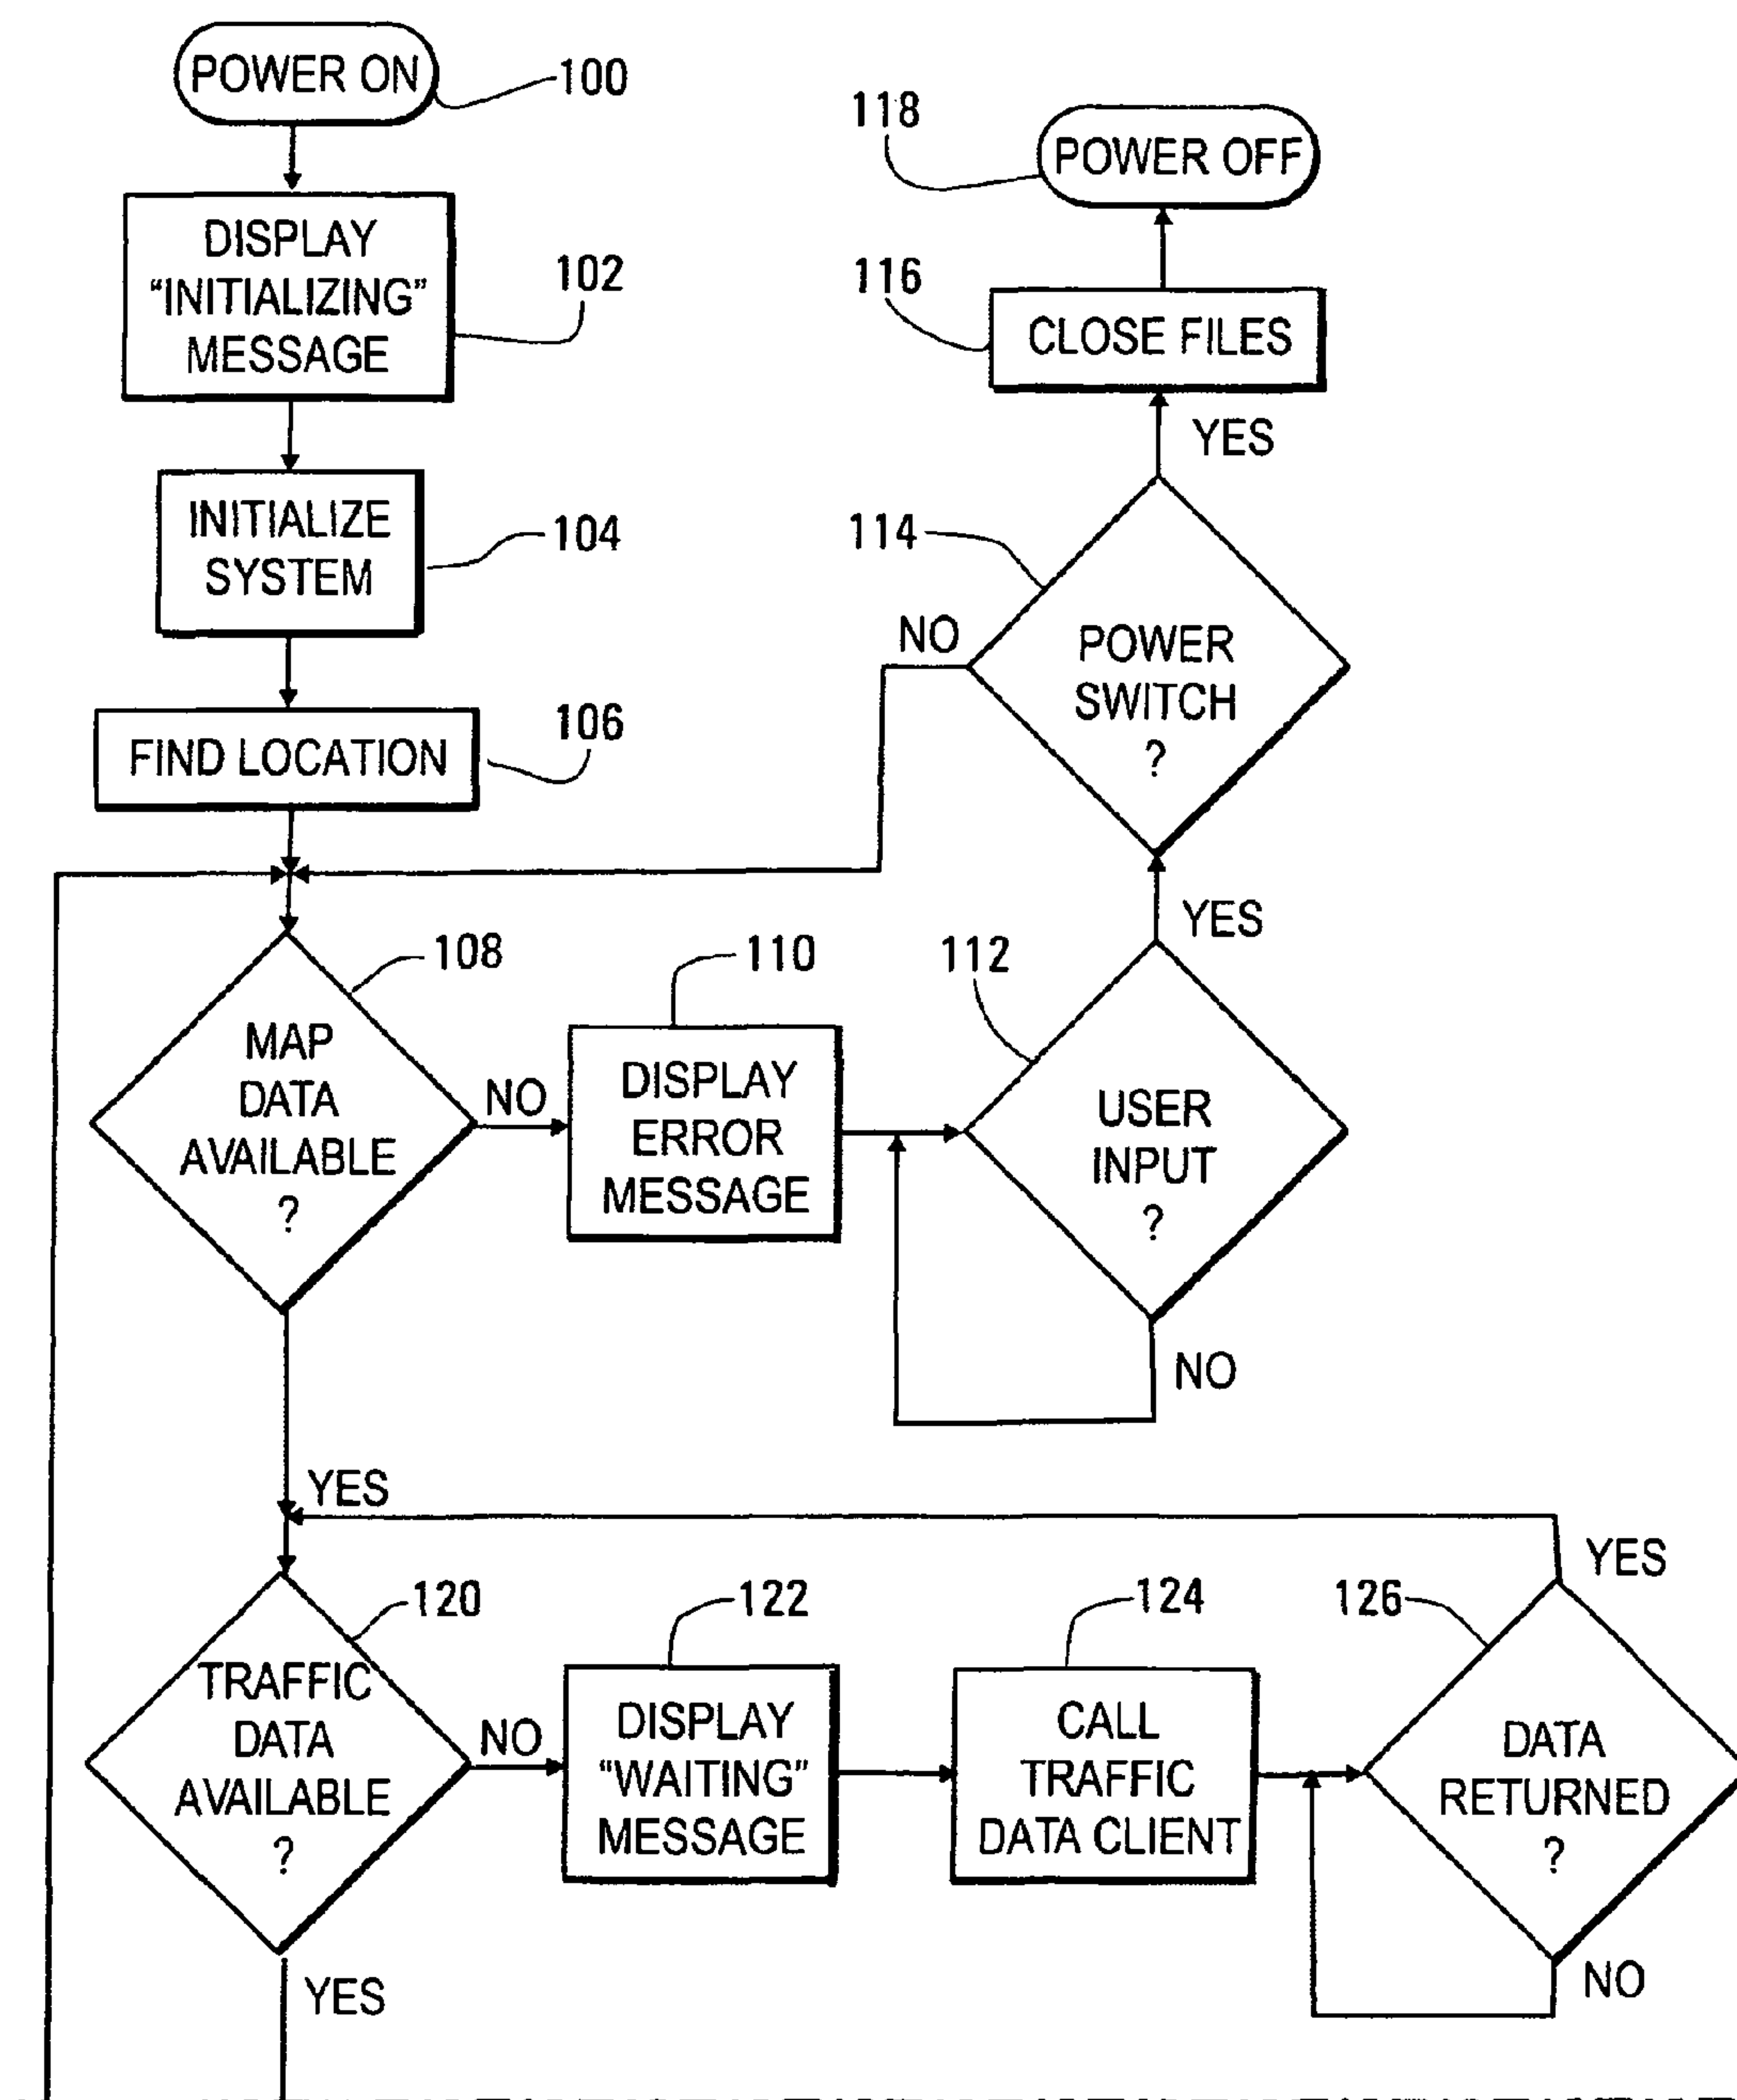 POWER ON
100
DISPLAY
“INITIALIZING”
MESSAGE
102
INITIALIZE
SYSTEM
104
FIND LOCATION
106
118
POWER OFF
116
CLOSE FILES
YES
114
NO
POWER
SWITCH
?
YES
108
MAP
DATA
AVAILABLE
?
NO
110
DISPLAY
ERROR
MESSAGE
112
USER
INPUT
?
NO
YES
120
TRAFFIC
DATA
AVAILABLE
?
NO
122
DISPLAY
“WAITING”
MESSAGE
124
CALL
TRAFFIC
DATA CLIENT
126
YES
DATA
RETURNED
?
NO
YES